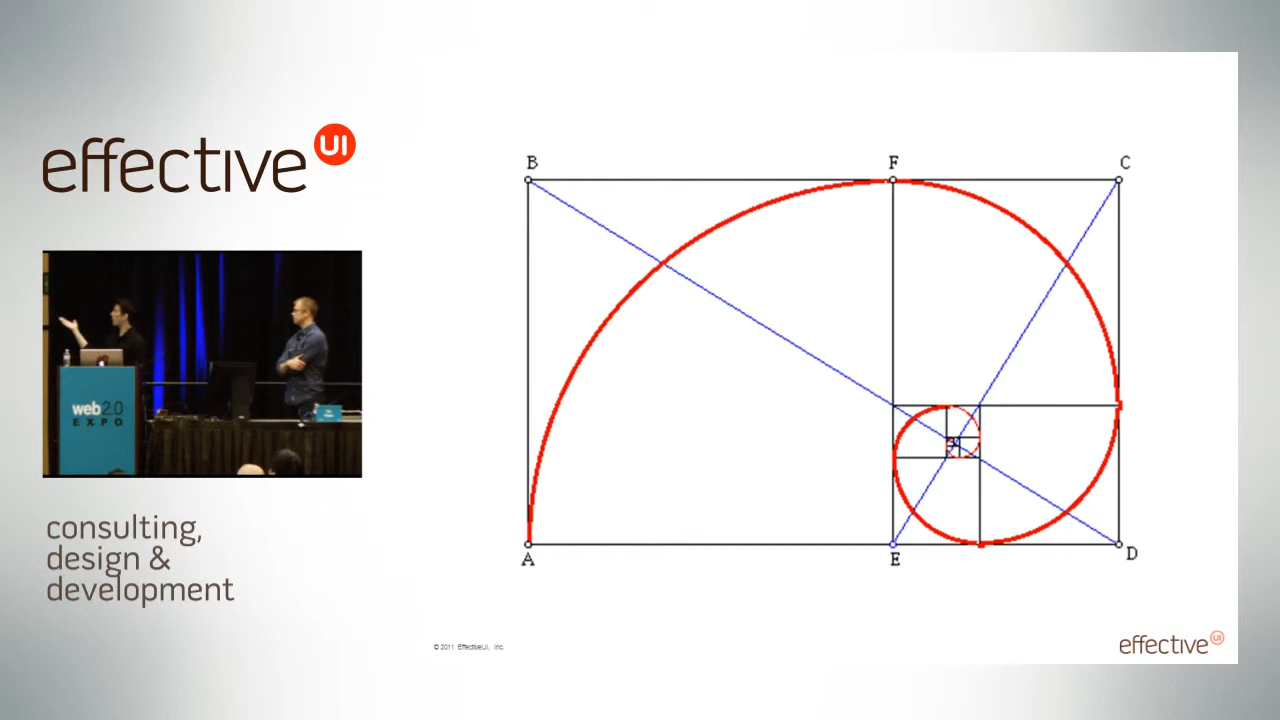 effective UI
web2.0
EXPO
consulting,
design &
development
B
F
C
A
E
D
© 2011 EffectiveUI, Inc.
effective UI